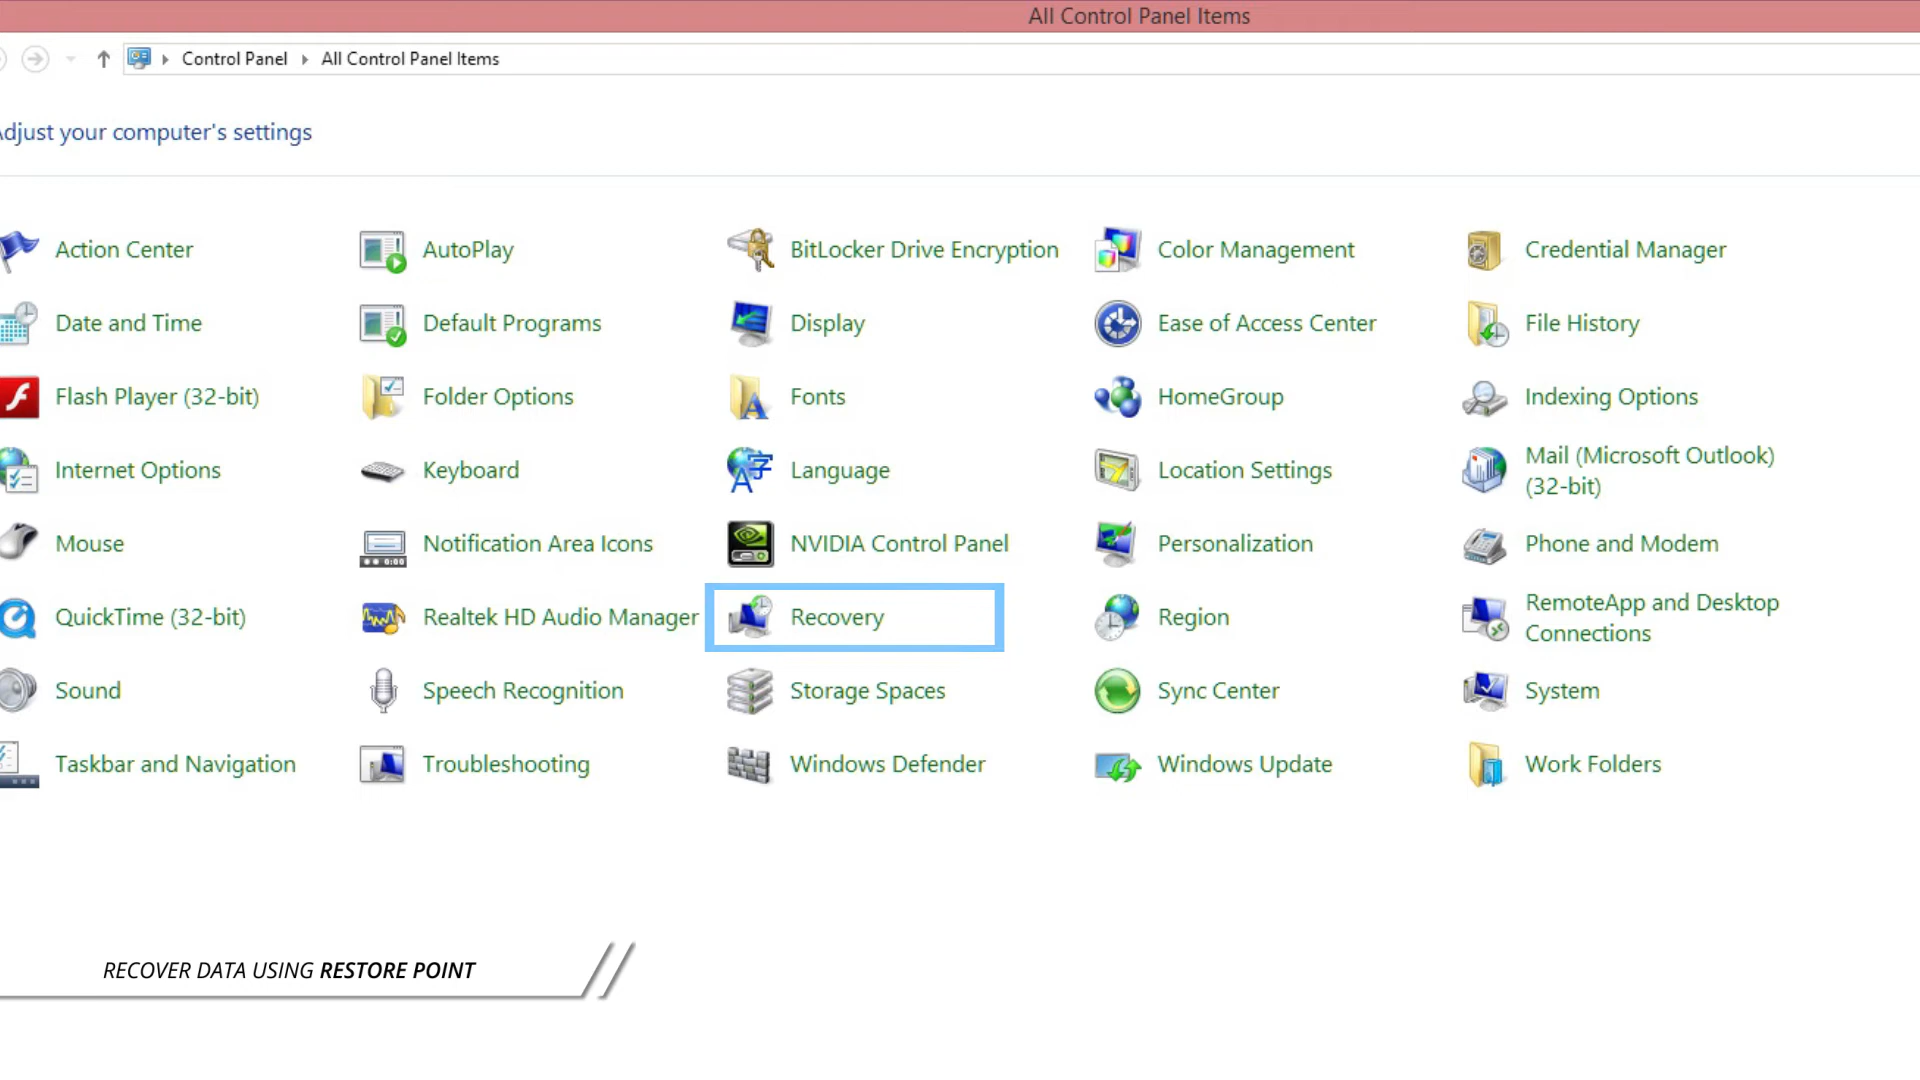 All Control Panel Items
Control Panel All Control Panel Items
Adjust your computer's settings
Action Center AutoPlay BitLocker Drive Encryption Color Management Credential Manager
Date and Time Default Programs Display Ease of Access Center File History
Flash Player (32-bit) Folder Options Fonts HomeGroup Indexing Options
Internet Options Keyboard Language Location Settings Mail (Microsoft Outlook)
(32-bit)
Mouse Notification Area Icons NVIDIA Control Panel Personalization Phone and Modem
QuickTime (32-bit) Realtek HD Audio Manager Recovery Region RemoteApp and Desktop
Connections
Sound Speech Recognition Storage Spaces Sync Center System
Taskbar and Navigation Troubleshooting Windows Defender Windows Update Work Folders
RECOVER DATA USING RESTORE POINT